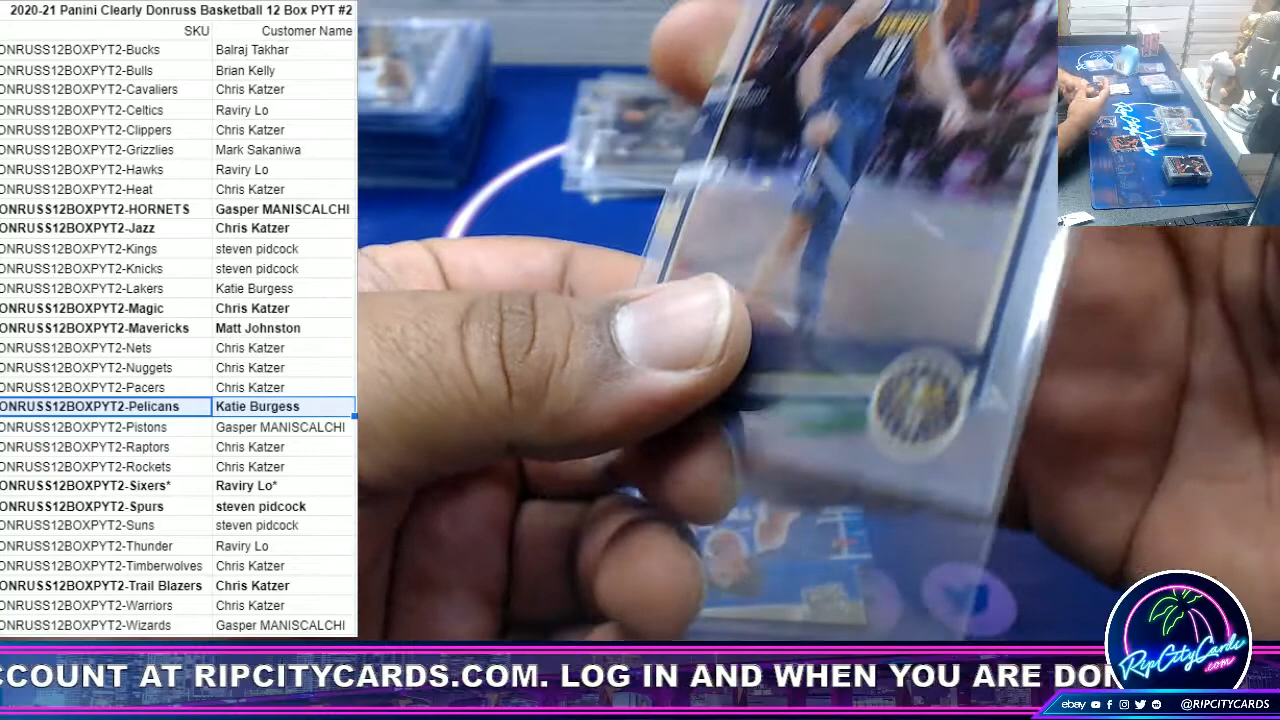 2020-21 Panini Clearly Donruss Basketball 12 Box PYT #2
SKU Customer Name
ONRUSS12BOXPYT2-Bucks Balraj Takhar
ONRUSS12BOXPYT2-Bulls Brian Kelly
ONRUSS12BOXPYT2-Cavaliers Chris Katzer
ONRUSS12BOXPYT2-Celtics Raviry Lo
ONRUSS12BOXPYT2-Clippers Chris Katzer
ONRUSS12BOXPYT2-Grizzlies Mark Sakaniwa
ONRUSS12BOXPYT2-Hawks Raviry Lo
ONRUSS12BOXPYT2-Heat Chris Katzer
ONRUSS12BOXPYT2-HORNETS Gasper MANISCALCHI
ONRUSS12BOXPYT2-Jazz Chris Katzer
ONRUSS12BOXPYT2-Kings steven pidcock
ONRUSS12BOXPYT2-Knicks steven pidcock
ONRUSS12BOXPYT2-Lakers Katie Burgess
ONRUSS12BOXPYT2-Magic Chris Katzer
ONRUSS12BOXPYT2-Mavericks Matt Johnston
ONRUSS12BOXPYT2-Nets Chris Katzer
ONRUSS12BOXPYT2-Nuggets Chris Katzer
ONRUSS12BOXPYT2-Pacers Chris Katzer
ONRUSS12BOXPYT2-Pelicans Katie Burgess
ONRUSS12BOXPYT2-Pistons Gasper MANISCALCHI
ONRUSS12BOXPYT2-Raptors Chris Katzer
ONRUSS12BOXPYT2-Rockets Chris Katzer
ONRUSS12BOXPYT2-Sixers* Raviry Lo*
ONRUSS12BOXPYT2-Spurs steven pidcock
ONRUSS12BOXPYT2-Suns steven pidcock
ONRUSS12BOXPYT2-Thunder Raviry Lo
ONRUSS12BOXPYT2-Timberwolves Chris Katzer
ONRUSS12BOXPYT2-Trail Blazers Chris Katzer
ONRUSS12BOXPYT2-Warriors Chris Katzer
ONRUSS12BOXPYT2-Wizards Gasper MANISCALCHI
CCOUNT AT RIPCITYCARDS.COM. LOG IN AND WHEN YOU ARE DON
RipCityCards
.com
ebay @RIPCITYCARDS